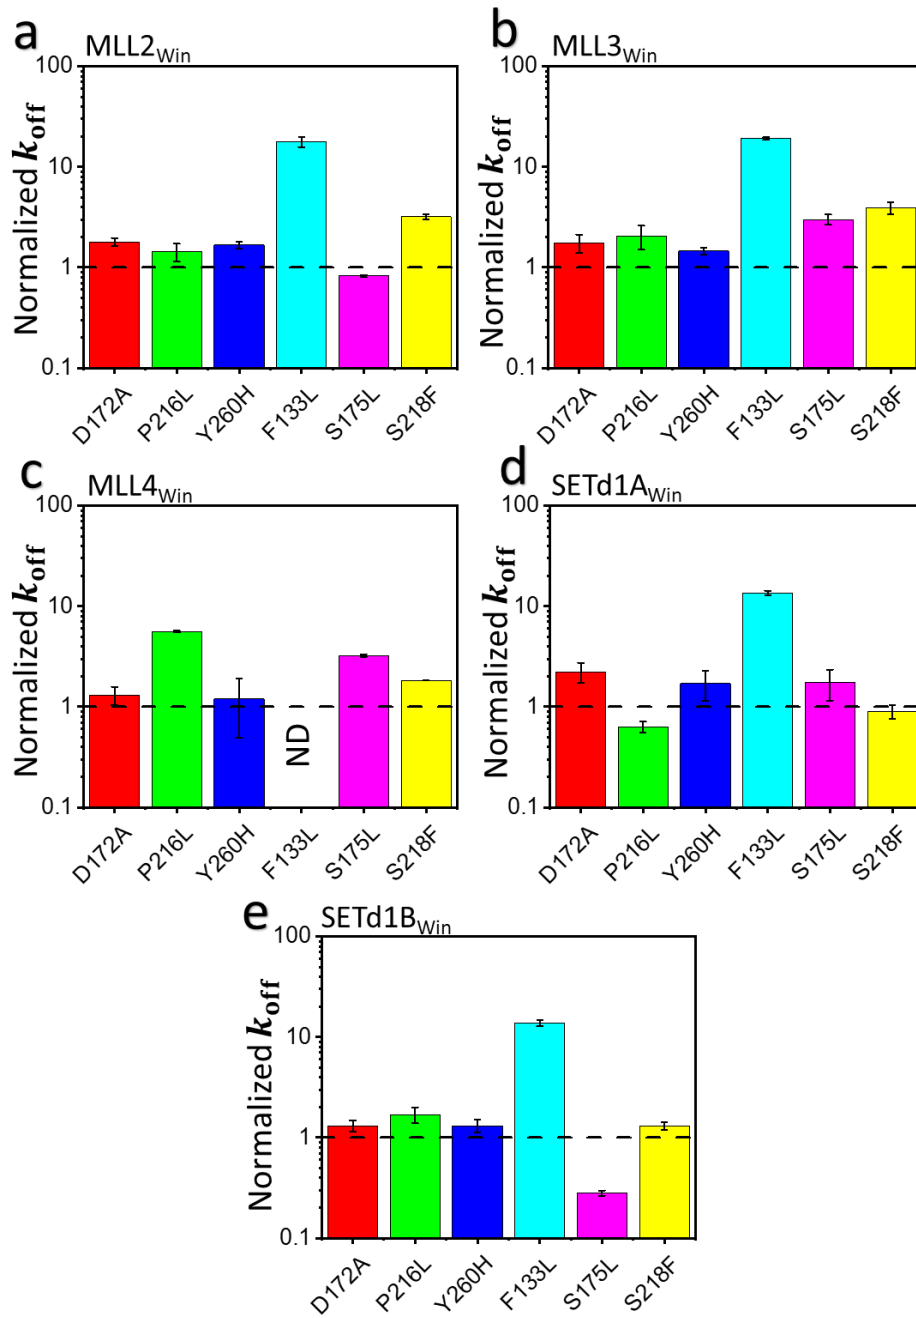 a
MLL2Win
Normalized koff
100
10
1
0.1
D172A
P216L
Y260H
F133L
S175L
S218F
b
MLL3Win
Normalized koff
100
10
1
0.1
D172A
P216L
Y260H
F133L
S175L
S218F
c
MLL4Win
Normalized koff
100
10
1
0.1
ND
D172A
P216L
Y260H
F133L
S175L
S218F
d
SETd1AWin
Normalized koff
100
10
1
0.1
D172A
P216L
Y260H
F133L
S175L
S218F
e
SETd1BWin
Normalized koff
100
10
1
0.1
D172A
P216L
Y260H
F133L
S175L
S218F